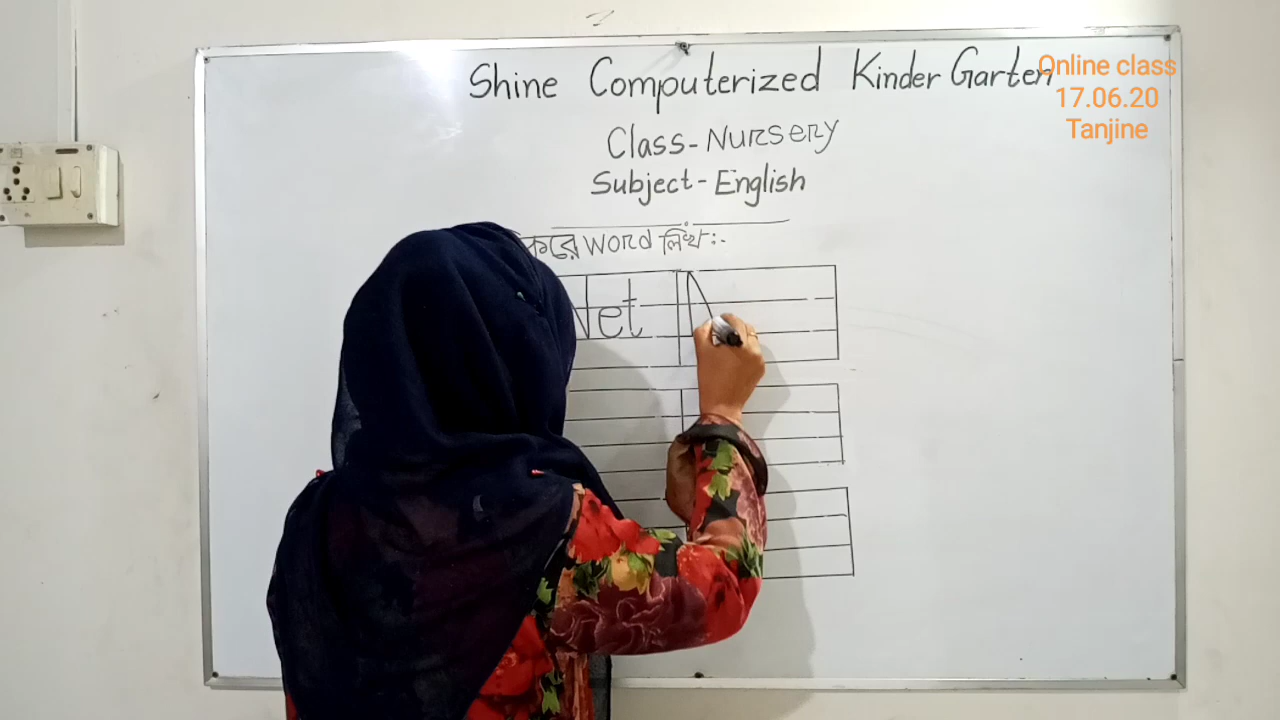 Shine Computerized Kinder Garten
Online class
17.06.20
Tanjine
Class-Nursery
Subject-English
করে word লিখ:-
Net